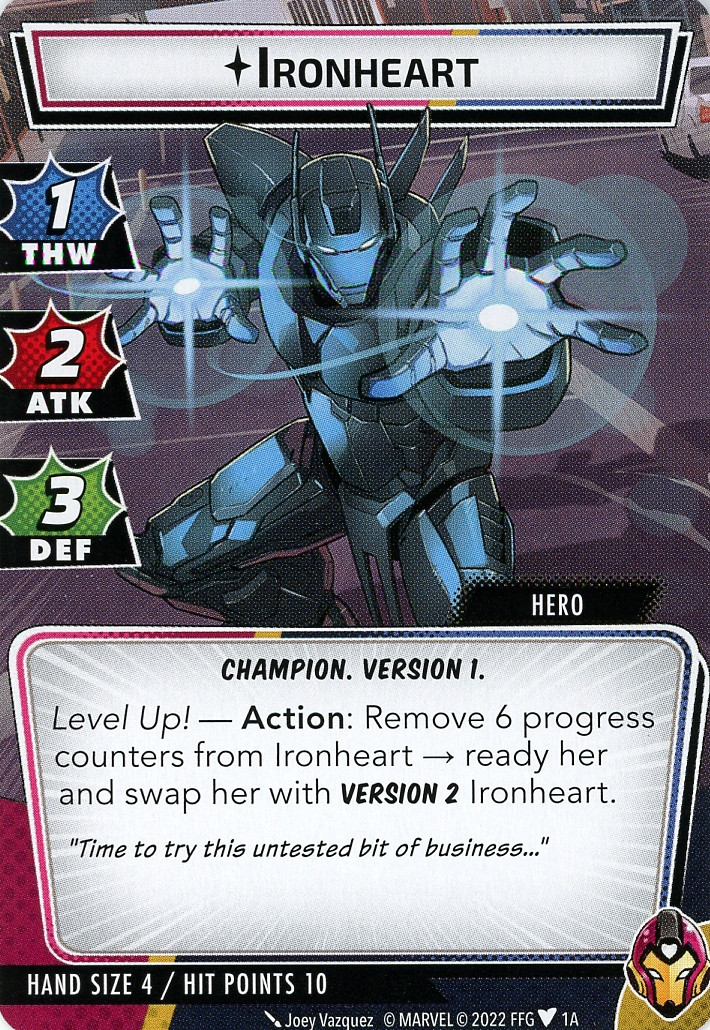 IRONHEART
1
THW
2
ATK
3
DEF
HERO
CHAMPION. VERSION 1.
Level Up! — Action: Remove 6 progress
counters from Ironheart → ready her
and swap her with VERSION 2 Ironheart.
"Time to try this untested bit of business..."
HAND SIZE 4 / HIT POINTS 10
Joey Vazquez © MARVEL © 2022 FFG 1A